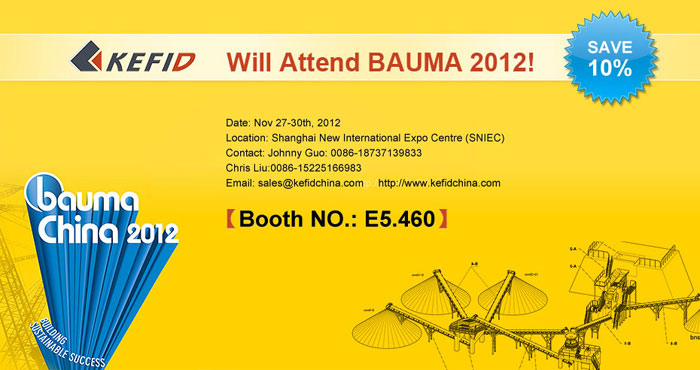 KEFID
Will Attend BAUMA 2012!
SAVE
10%
Date: Nov 27-30th, 2012
Location: Shanghai New International Expo Centre (SNIEC)
Contact: Johnny Guo: 0086-18737139833
Chris Liu:0086-15225166983
Email: sales@kefidchina.com http://www.kefidchina.com
【Booth NO.: E5.460】
bauma
China 2012
BUILDING
SUSTAINABLE SUCCESS